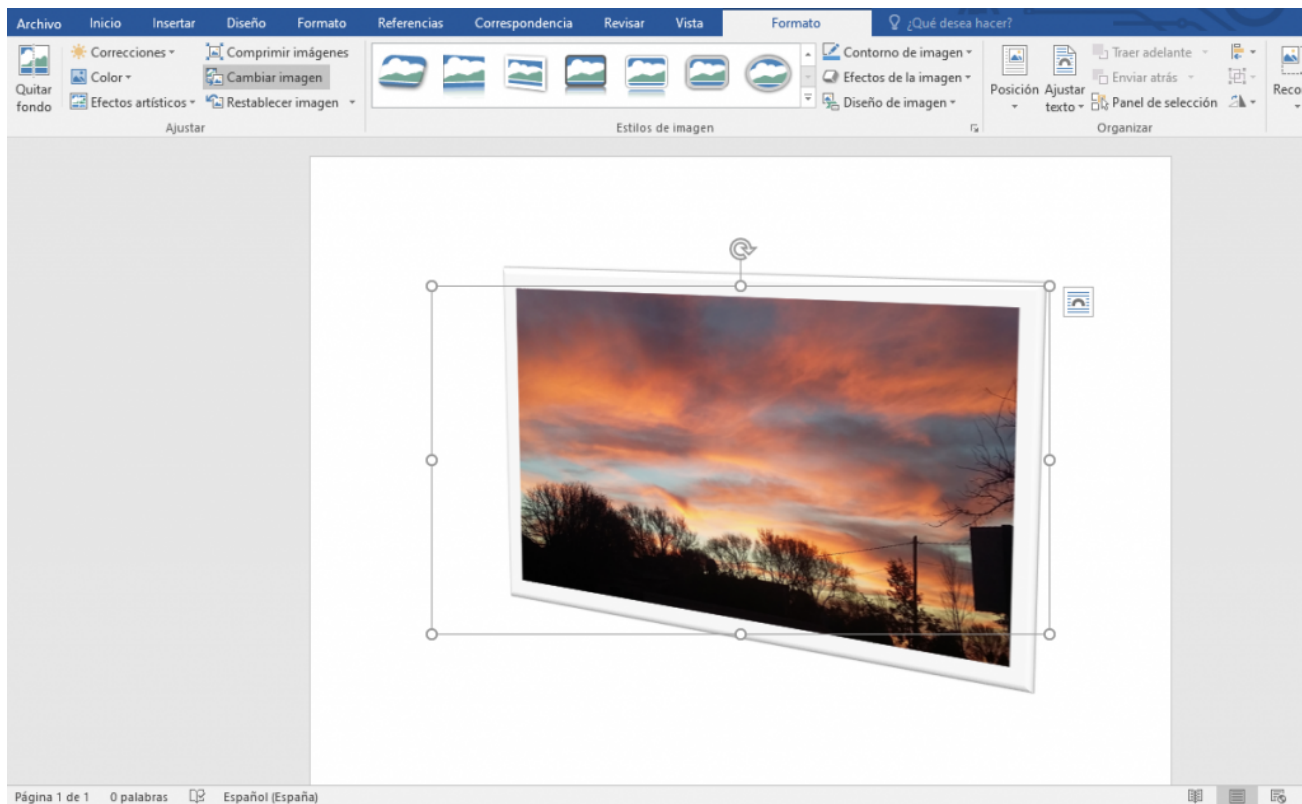 Archivo Inicio Insertar Diseño Formato Referencias Correspondencia Revisar Vista Formato ¿Qué desea hacer?
Quitar fondo
Correcciones
Color
Efectos artísticos
Comprimir imágenes
Cambiar imagen
Restablecer imagen
Ajustar
Contorno de imagen
Efectos de la imagen
Diseño de imagen
Estilos de imagen
Posición
Ajustar texto
Traer adelante
Enviar atrás
Panel de selección
Organizar
Página 1 de 1 0 palabras Español (España)